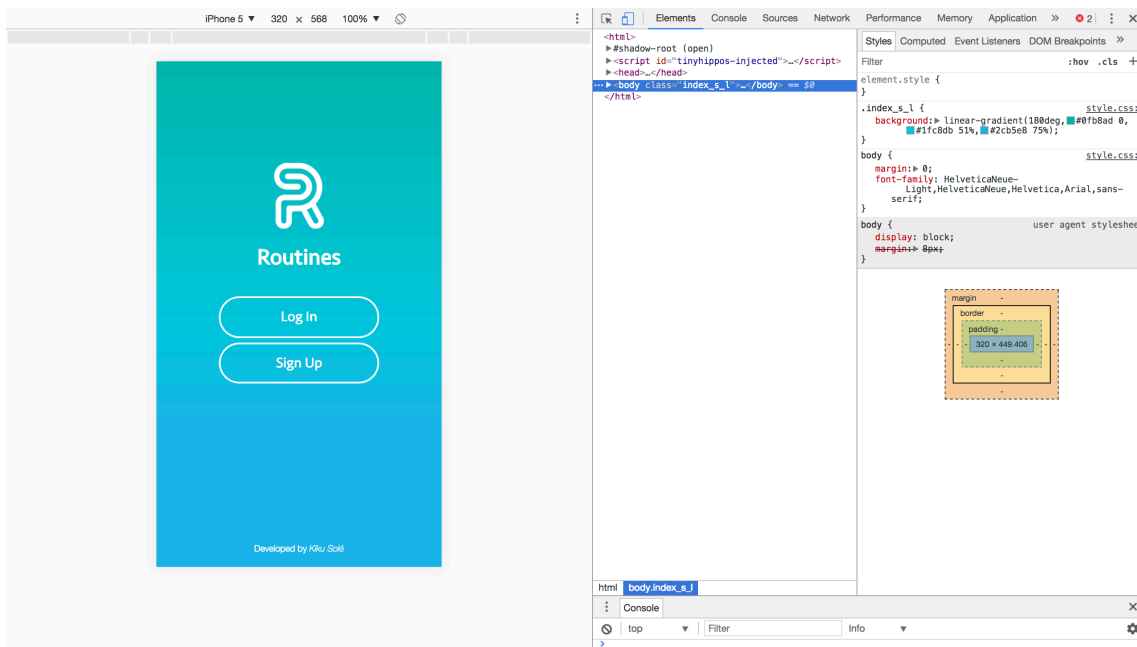 iPhone 5 ▼ 320 × 568 100% ▼
Elements Console Sources Network Performance Memory Application » 2
<html>
▶#shadow-root (open)
▶<script id="tinyhippos-injected">…</script>
▶<head>…</head>
… ▶<body class="index_s_l">…</body> == $0
</html>
Styles Computed Event Listeners DOM Breakpoints »
Filter :hov .cls +
element.style {
}
.index_s_l { style.css:
background:▶ linear-gradient(180deg,#0fb8ad 0,
#1fc8db 51%,#2cb5e8 75%);
}
body { style.css:
margin:▶ 0;
font-family: HelveticaNeue-
Light,HelveticaNeue,Helvetica,Arial,sans-
serif;
}
body { user agent styleshee
display: block;
margin:▶ 8px;
}
margin -
border -
padding -
- - - 320 × 449.406 - - -
-
-
-
Routines
Log In
Sign Up
Developed by Kiku Solé
html body.index_s_l
Console
top ▼ Filter Info ▼
>